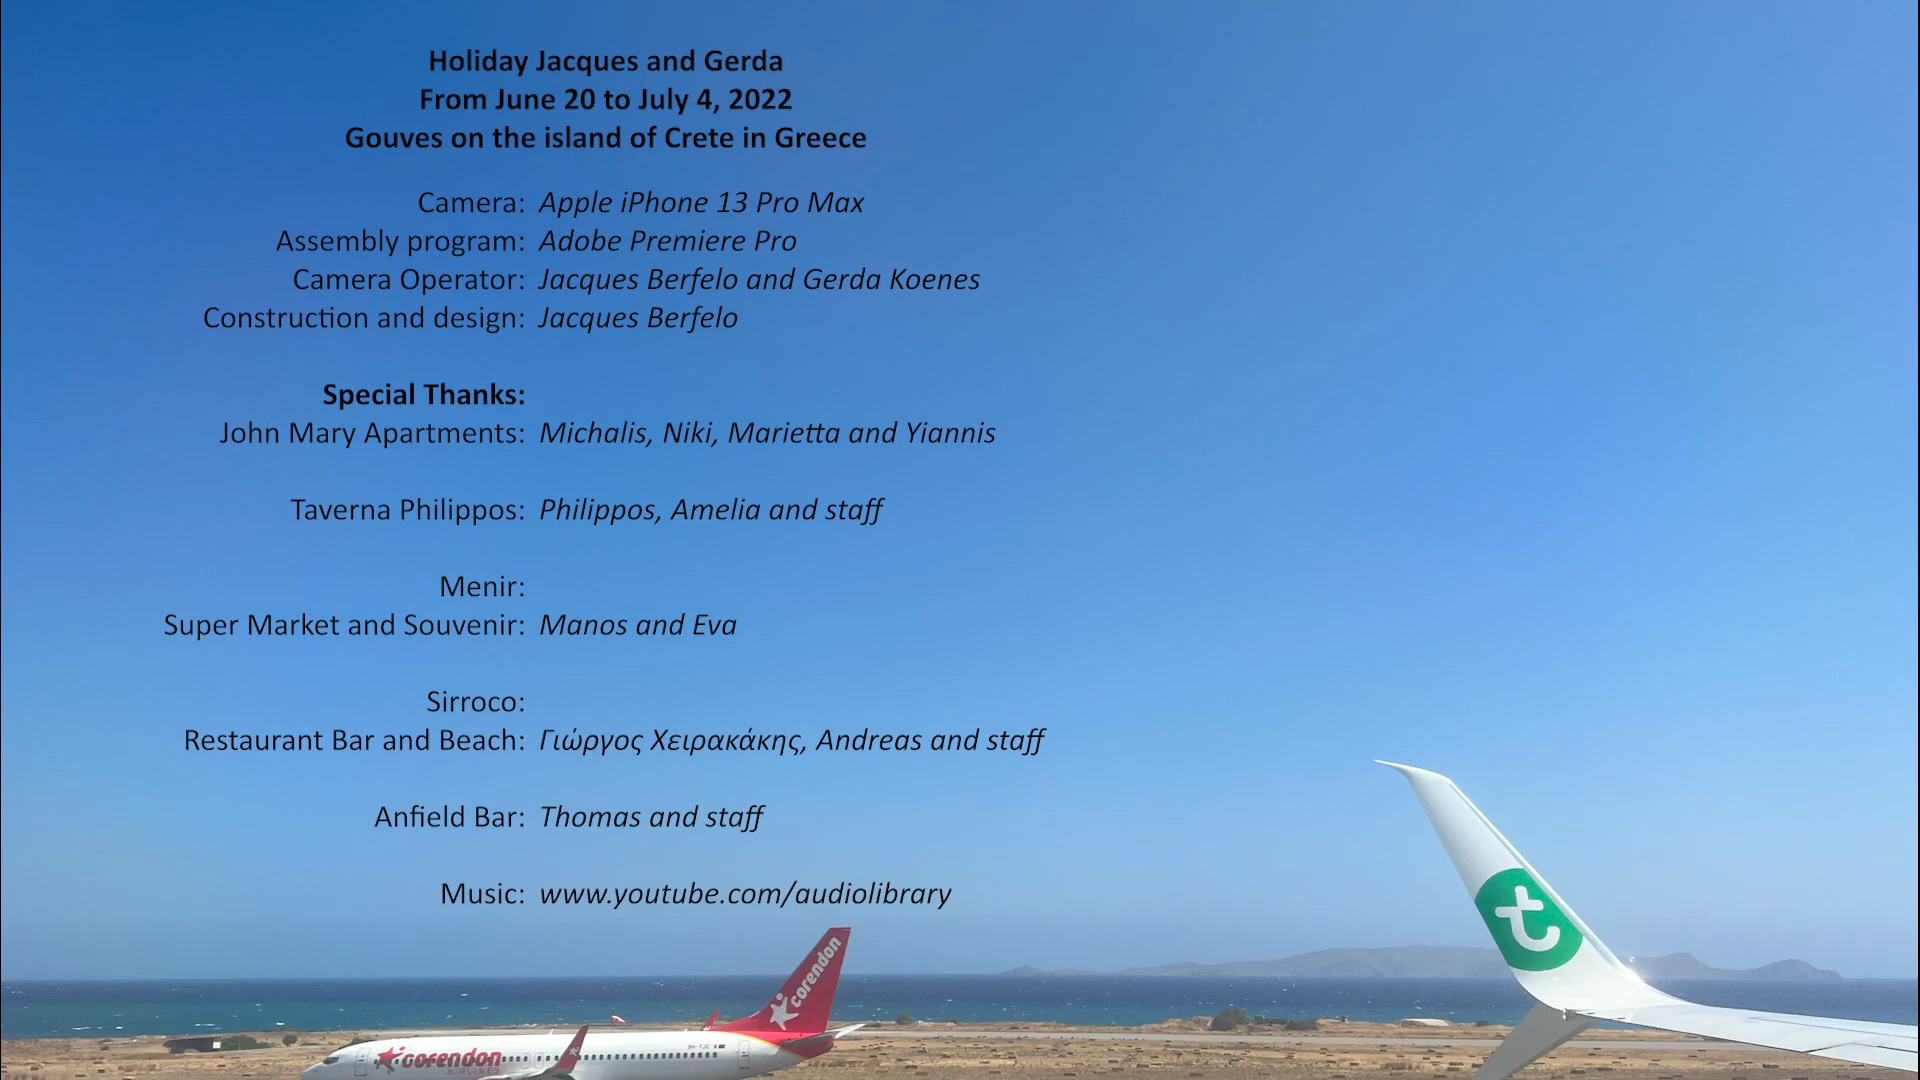 Holiday Jacques and Gerda
From June 20 to July 4, 2022
Gouves on the island of Crete in Greece
Camera: Apple iPhone 13 Pro Max
Assembly program: Adobe Premiere Pro
Camera Operator: Jacques Berfelo and Gerda Koenes
Construction and design: Jacques Berfelo
Special Thanks:
John Mary Apartments: Michalis, Niki, Marietta and Yiannis
Taverna Philippos: Philippos, Amelia and staff
Menir:
Super Market and Souvenir: Manos and Eva
Sirroco:
Restaurant Bar and Beach: Γιώργος Χειρακάκης, Andreas and staff
Anfield Bar: Thomas and staff
Music: www.youtube.com/audiolibrary
corendon
t
corendon
AIRLINES
9H-TJC